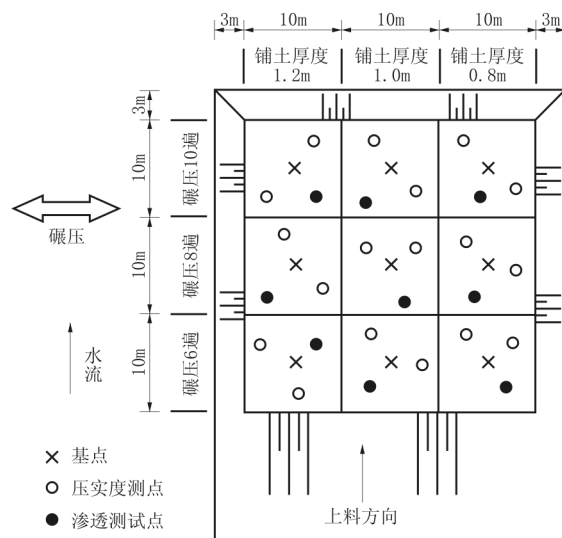 3m 10m 10m 10m 3m
铺土厚度 铺土厚度 铺土厚度
1.2m 1.0m 0.8m
3m
10m
碾压10遍
碾压
10m
碾压8遍
水流
10m
碾压6遍
基点
压实度测点
渗透测试点
上料方向